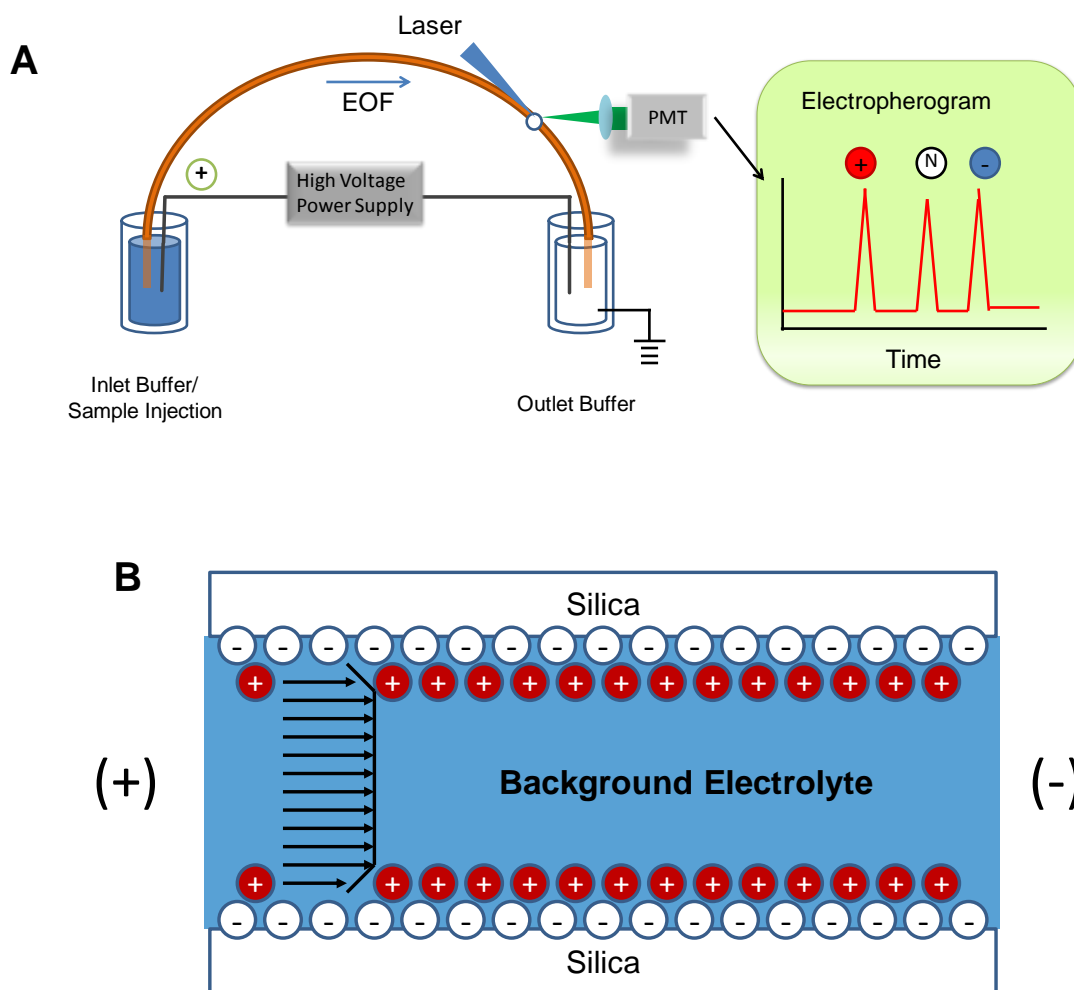 A
Laser
EOF
PMT
Electropherogram
+
N
-
Time
+
High Voltage
Power Supply
Inlet Buffer/
Sample Injection
Outlet Buffer
B
Silica
- - - - - - - - - - - - - - - - -
+ + + + + + + + + + + + + +
(+)
Background Electrolyte
(-)
+ + + + + + + + + + + + + +
- - - - - - - - - - - - - - - - -
Silica